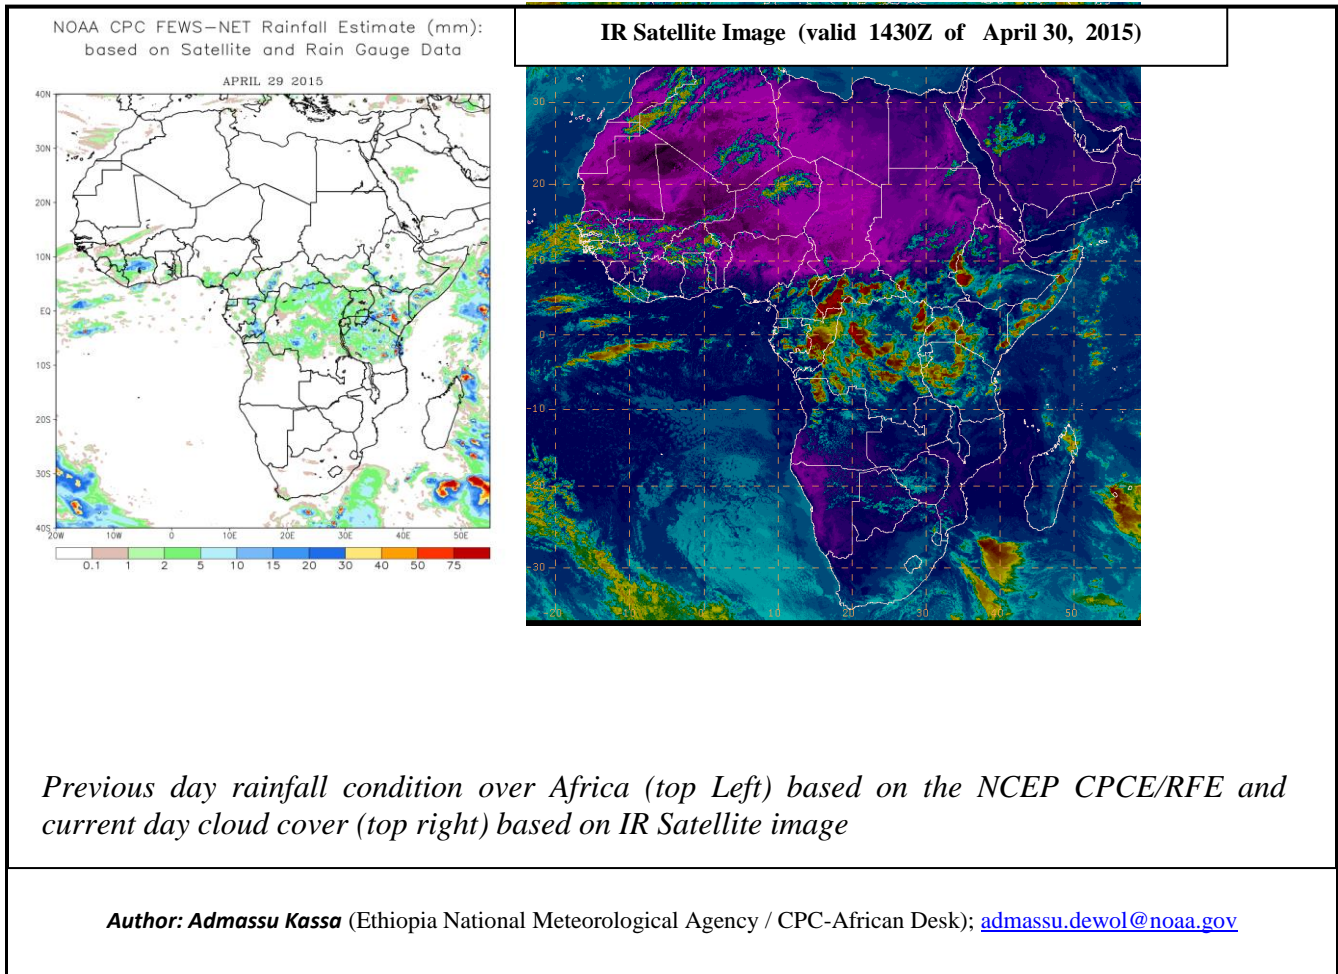 NOAA CPC FEWS-NET Rainfall Estimate (mm):
based on Satellite and Rain Gauge Data
APRIL 29 2015
40N
30N
20N
10N
EQ
10S
20S
30S
40S
20W 10W 0 10E 20E 30E 40E 50E
0.1 1 2 5 10 15 20 30 40 50 75
IR Satellite Image (valid 1430Z of April 30, 2015)
30
20
10
0
-10
-20
-30
-20 -10 0 10 20 30 40 50
Previous day rainfall condition over Africa (top Left) based on the NCEP CPCE/RFE and
current day cloud cover (top right) based on IR Satellite image
Author: Admassu Kassa (Ethiopia National Meteorological Agency / CPC-African Desk); admassu.dewol@noaa.gov